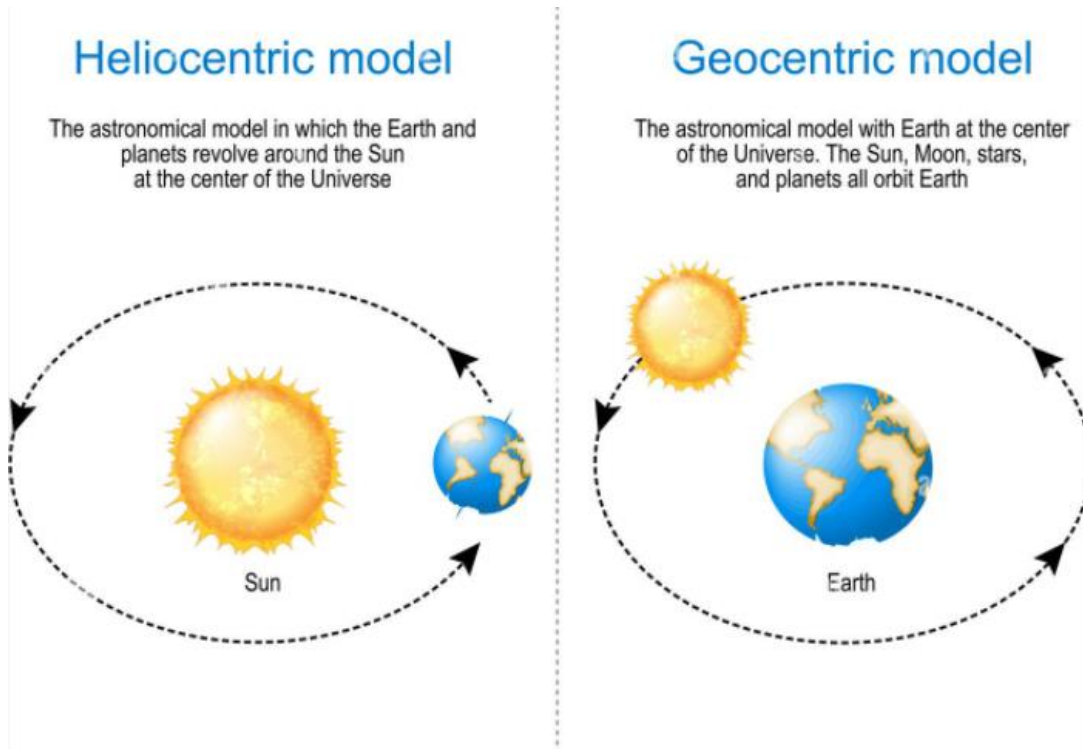 Heliocentric model
The astronomical model in which the Earth and
planets revolve around the Sun
at the center of the Universe
Sun
Geocentric model
The astronomical model with Earth at the center
of the Universe. The Sun, Moon, stars,
and planets all orbit Earth
Earth